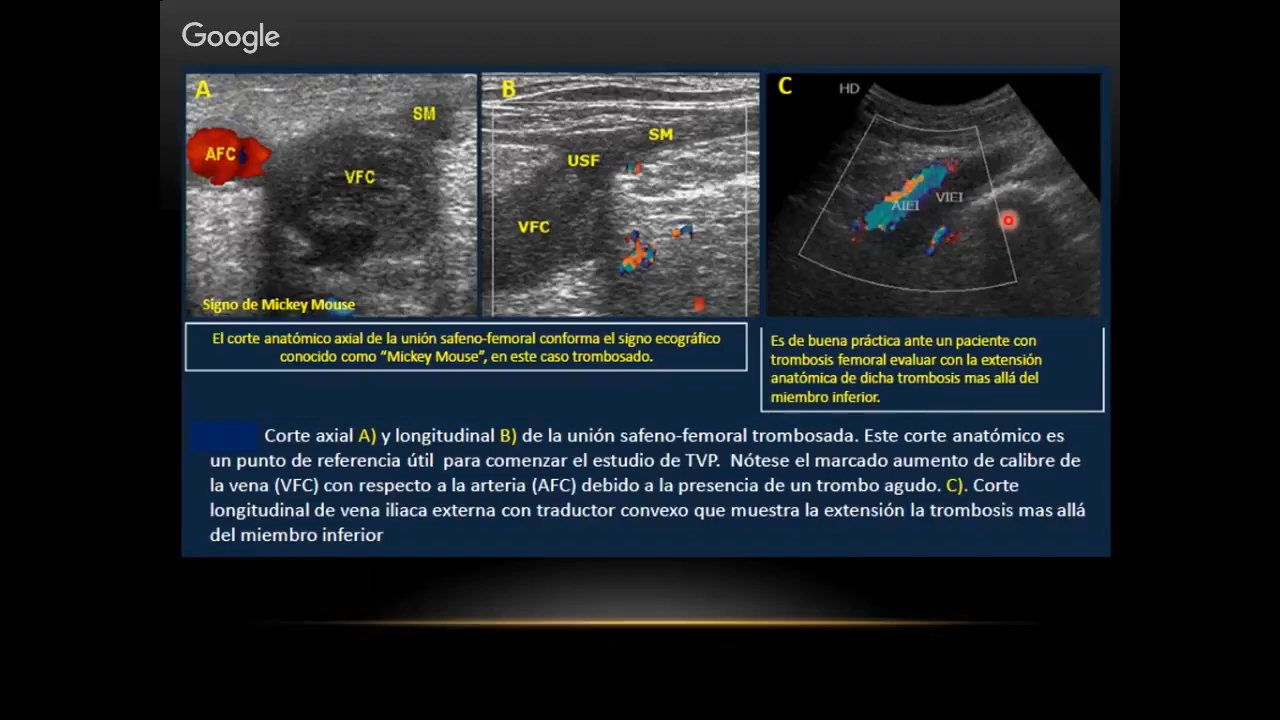 Google
A
AFC
VFC
SM
Signo de Mickey Mouse
B
SM
USF
VFC
C
HD
AIEI
VIEI
El corte anatómico axial de la unión safeno-femoral conforma el signo ecográfico
conocido como “Mickey Mouse”, en este caso trombosado.
Es de buena práctica ante un paciente con
trombosis femoral evaluar con la extensión
anatómica de dicha trombosis mas allá del
miembro inferior.
Corte axial A) y longitudinal B) de la unión safeno-femoral trombosada. Este corte anatómico es
un punto de referencia útil para comenzar el estudio de TVP. Nótese el marcado aumento de calibre de
la vena (VFC) con respecto a la arteria (AFC) debido a la presencia de un trombo agudo. C). Corte
longitudinal de vena iliaca externa con traductor convexo que muestra la extensión la trombosis mas allá
del miembro inferior